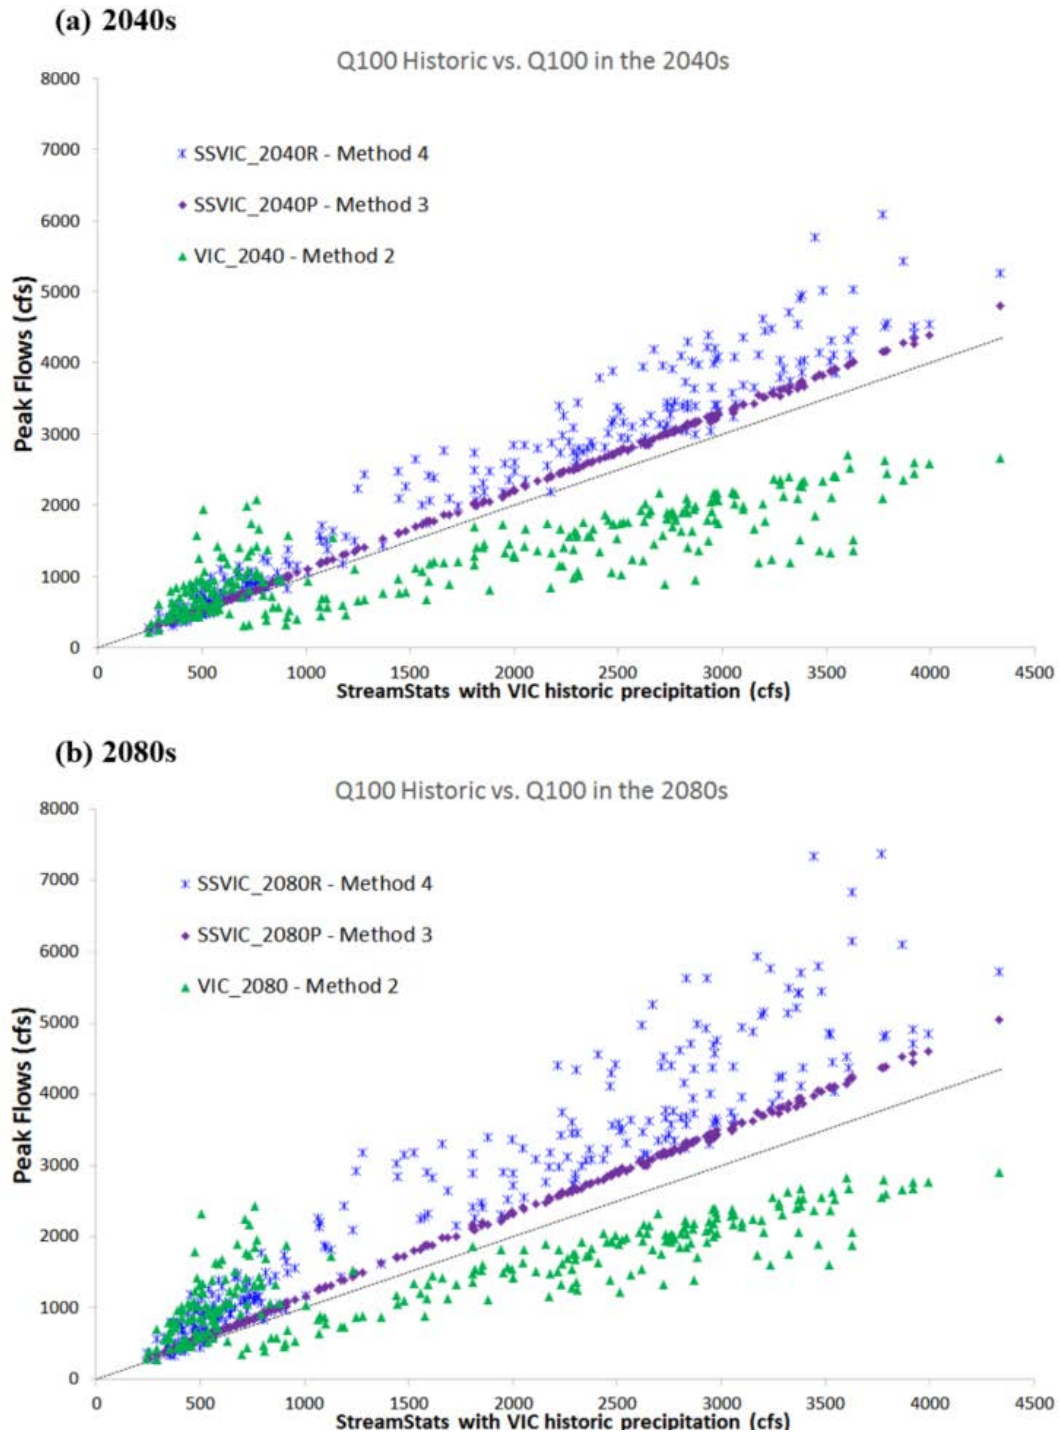 (a) 2040s
Q100 Historic vs. Q100 in the 2040s
8000
7000
6000
5000
4000
3000
2000
1000
0
Peak Flows (cfs)
SSVIC_2040R - Method 4
SSVIC_2040P - Method 3
VIC_2040 - Method 2
0 500 1000 1500 2000 2500 3000 3500 4000 4500
StreamStats with VIC historic precipitation (cfs)
(b) 2080s
Q100 Historic vs. Q100 in the 2080s
8000
7000
6000
5000
4000
3000
2000
1000
0
Peak Flows (cfs)
SSVIC_2080R - Method 4
SSVIC_2080P - Method 3
VIC_2080 - Method 2
0 500 1000 1500 2000 2500 3000 3500 4000 4500
StreamStats with VIC historic precipitation (cfs)